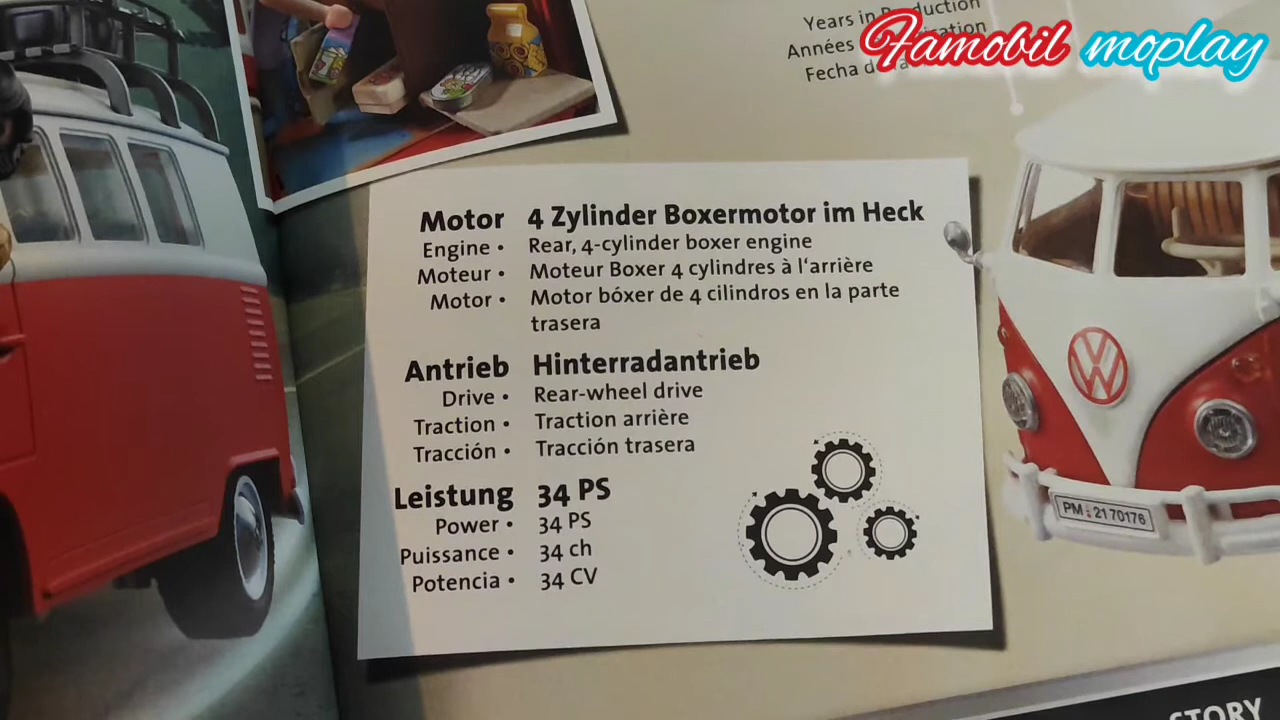 Years in Production
Années
Fecha de
Famobil moplay
Motor 4 Zylinder Boxermotor im Heck
Engine • Rear, 4-cylinder boxer engine
Moteur • Moteur Boxer 4 cylindres à l'arrière
Motor • Motor bóxer de 4 cilindros en la parte
trasera
Antrieb Hinterradantrieb
Drive • Rear-wheel drive
Traction • Traction arrière
Tracción • Tracción trasera
Leistung 34 PS
Power • 34 PS
Puissance • 34 ch
Potencia • 34 CV
VW
PM 2170176
STORY